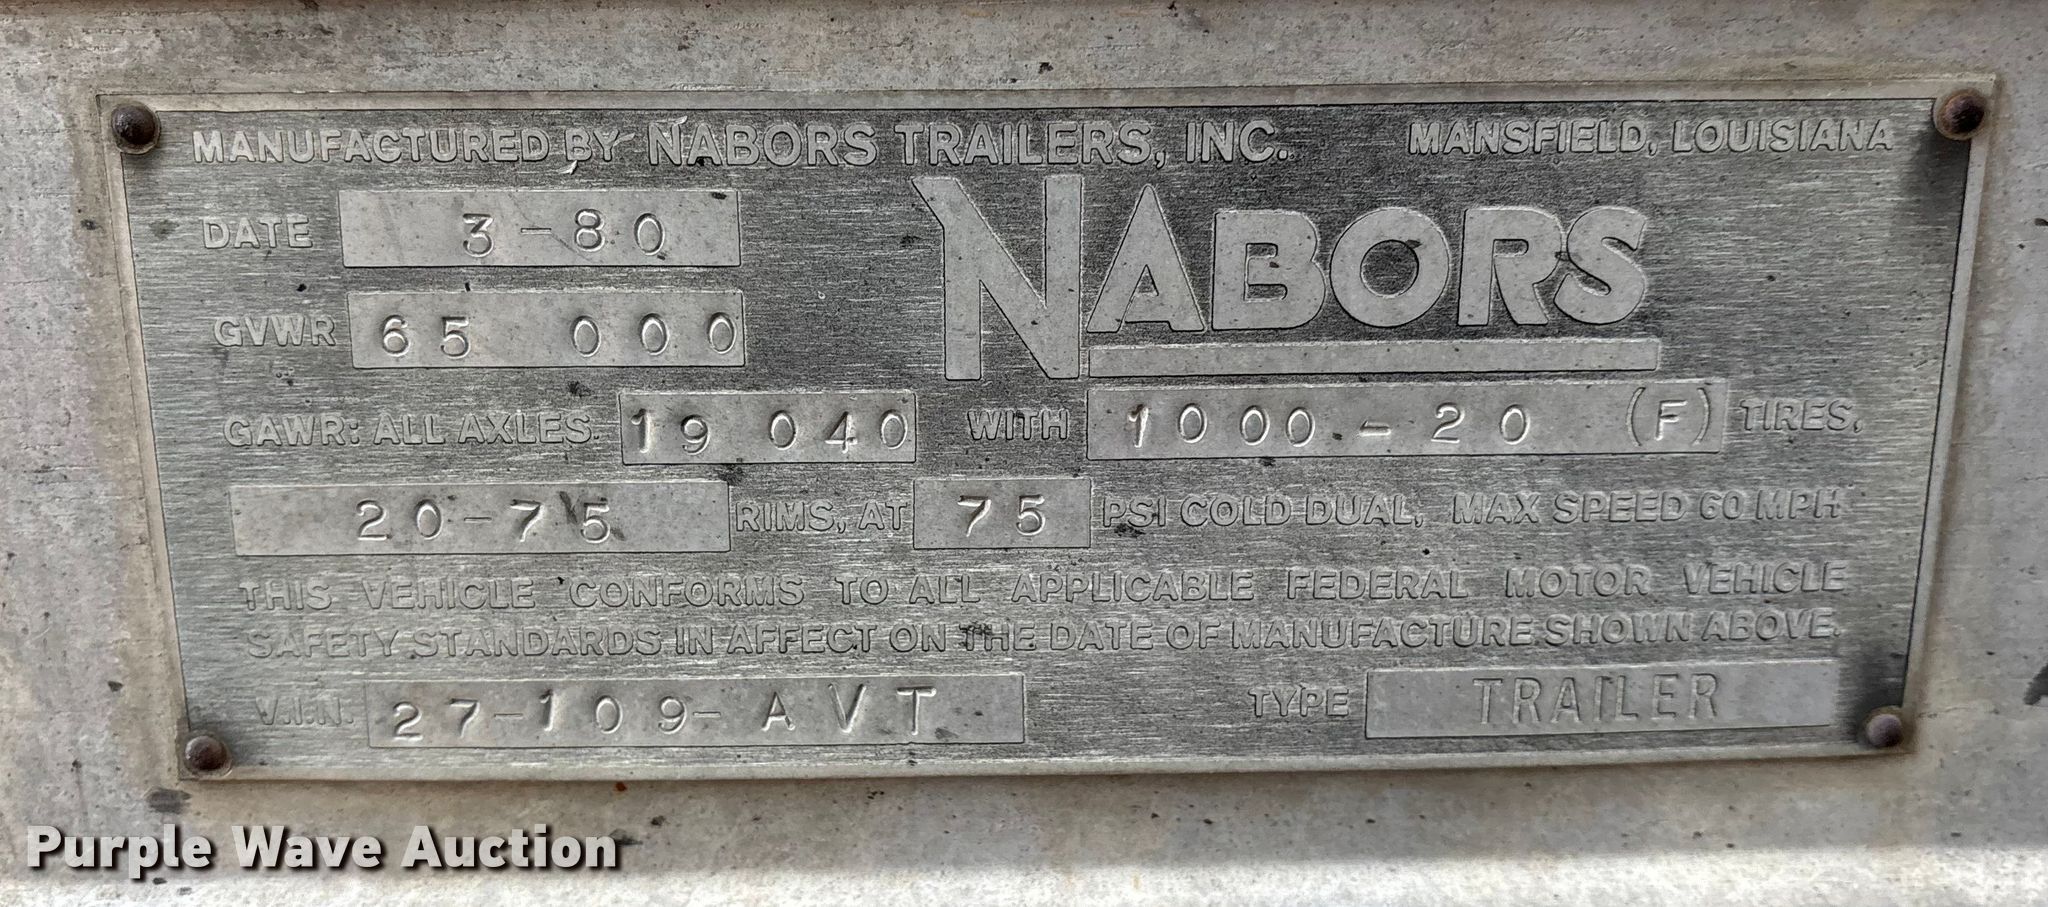 MANUFACTURED BY NABORS TRAILERS, INC. MANSFIELD, LOUISIANA
DATE 3-80
NABORS
GVWR 65 000
GAWR: ALL AXLES. 19 040 WITH 1000-20 (F) TIRES,
20-75 RIMS, AT 75 PSI COLD DUAL, MAX SPEED 60 MPH
THIS VEHICLE CONFORMS TO ALL APPLICABLE FEDERAL MOTOR VEHICLE
SAFETY STANDARDS IN AFFECT ON THE DATE OF MANUFACTURE SHOWN ABOVE.
V.I.N. 27-109-AVT TYPE TRAILER
Purple Wave Auction